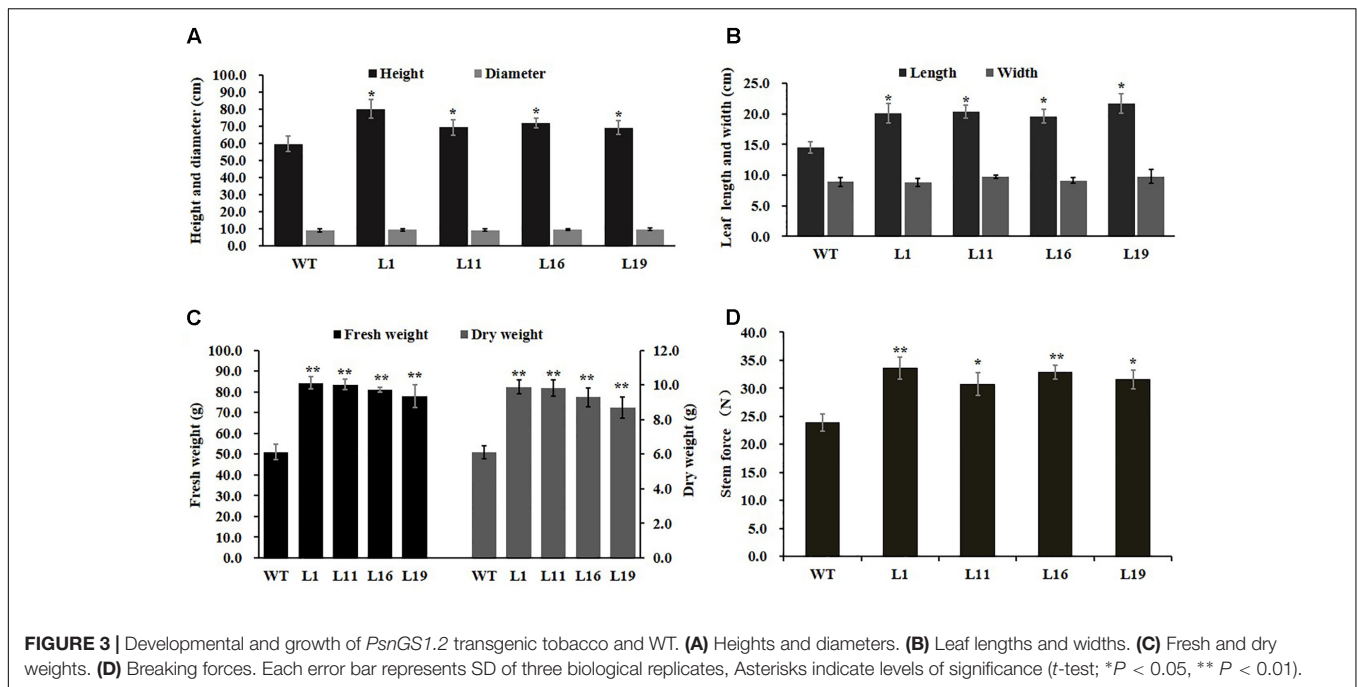 A
Height
Diameter
Height and diameter (cm)
100.0
90.0
80.0
70.0
60.0
50.0
40.0
30.0
20.0
10.0
0.0
*
*
*
*
WT
L1
L11
L16
L19
B
Length
Width
Leaf length and width (cm)
25.0
20.0
15.0
10.0
5.0
0.0
*
*
*
*
WT
L1
L11
L16
L19
C
Fresh weight
Dry weight
Fresh weight (g)
100.0
90.0
80.0
70.0
60.0
50.0
40.0
30.0
20.0
10.0
0.0
**
**
**
**
**
**
**
**
WT
L1
L11
L16
L19
WT
L1
L11
L16
L19
12.0
10.0
8.0
6.0
4.0
2.0
0.0
Dry weight (g)
D
Stem force（N）
40.0
35.0
30.0
25.0
20.0
15.0
10.0
5.0
0.0
**
*
**
*
WT
L1
L11
L16
L19
FIGURE 3 | Developmental and growth of PsnGS1.2 transgenic tobacco and WT. (A) Heights and diameters. (B) Leaf lengths and widths. (C) Fresh and dry
weights. (D) Breaking forces. Each error bar represents SD of three biological replicates, Asterisks indicate levels of significance (t-test; *P < 0.05, ** P < 0.01).